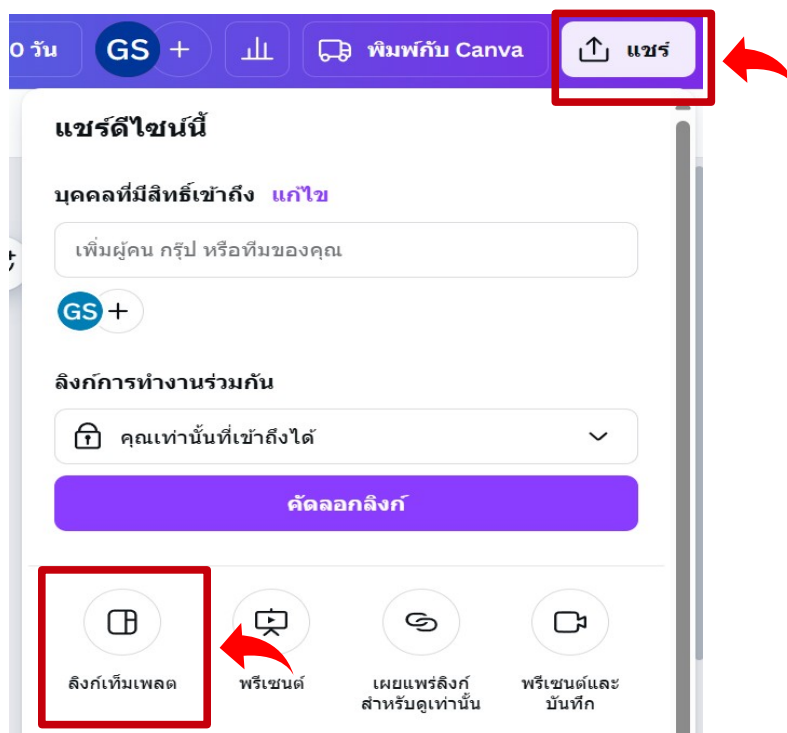 0 วัน GS + พิมพ์กับ Canva แชร์
แชร์ดีไซน์นี้
บุคคลที่มีสิทธิ์เข้าถึง แก้ไข
เพิ่มผู้คน กรุ๊ป หรือทีมของคุณ
GS +
ลิงก์การทำงานร่วมกัน
คุณเท่านั้นที่เข้าถึงได้
คัดลอกลิงก์
ลิงก์เท็มเพลต พรีเซนต์ เผยแพร่ลิงก์ พรีเซนต์และ
สำหรับดูเท่านั้น บันทึก